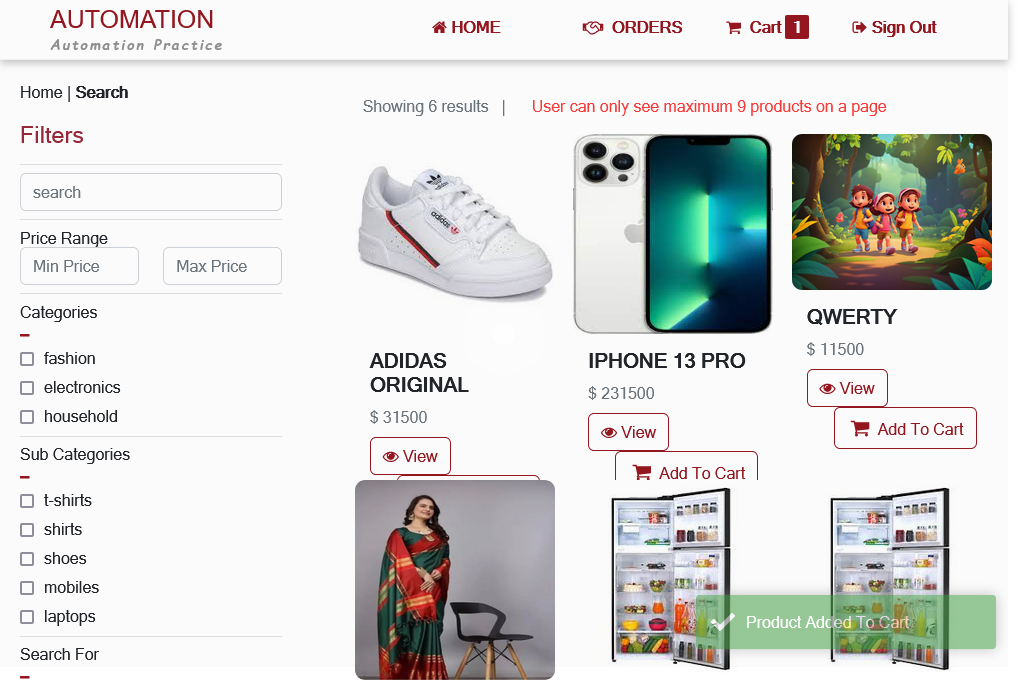 AUTOMATION
Automation Practice
HOME
ORDERS
Cart 1
Sign Out
Home | Search
Showing 6 results |
User can only see maximum 9 products on a page
Filters
search
Price Range
Min Price
Max Price
Categories
fashion
electronics
household
Sub Categories
t-shirts
shirts
shoes
mobiles
laptops
Search For
adidas
ADIDAS
ORIGINAL
$ 31500
View
IPHONE 13 PRO
$ 231500
View
Add To Cart
QWERTY
$ 11500
View
Add To Cart
Product Added To Cart